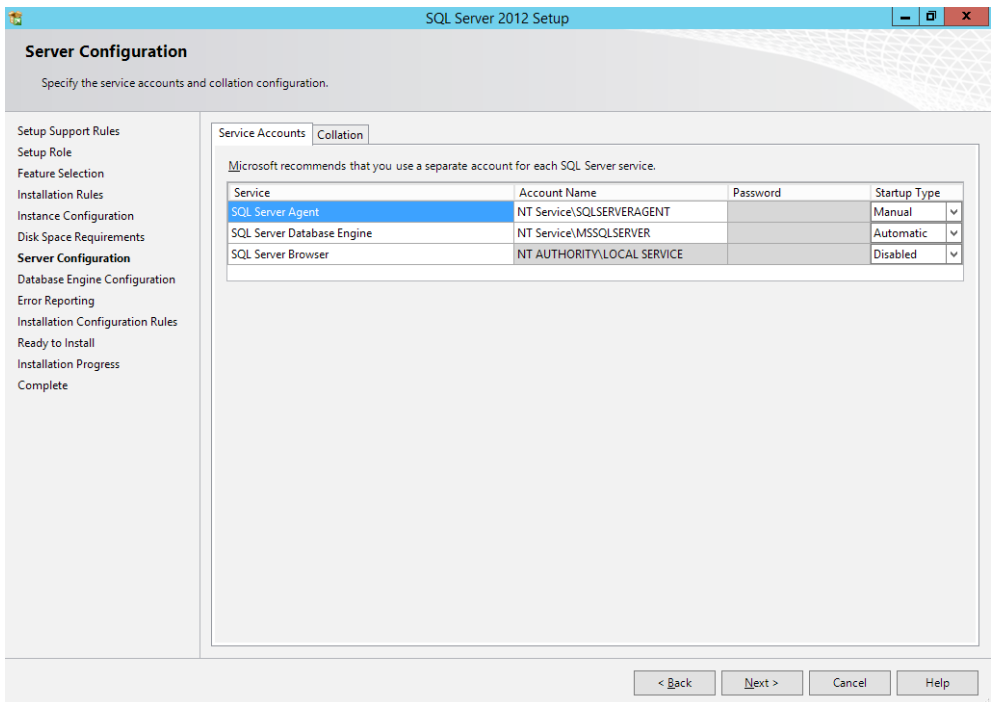 SQL Server 2012 Setup
Server Configuration
Specify the service accounts and collation configuration.
Setup Support Rules
Setup Role
Feature Selection
Installation Rules
Instance Configuration
Disk Space Requirements
Server Configuration
Database Engine Configuration
Error Reporting
Installation Configuration Rules
Ready to Install
Installation Progress
Complete
Service Accounts Collation
Microsoft recommends that you use a separate account for each SQL Server service.
Service Account Name Password Startup Type
SQL Server Agent NT Service\SQLSERVERAGENT Manual
SQL Server Database Engine NT Service\MSSQLSERVER Automatic
SQL Server Browser NT AUTHORITY\LOCAL SERVICE Disabled
< Back Next > Cancel Help